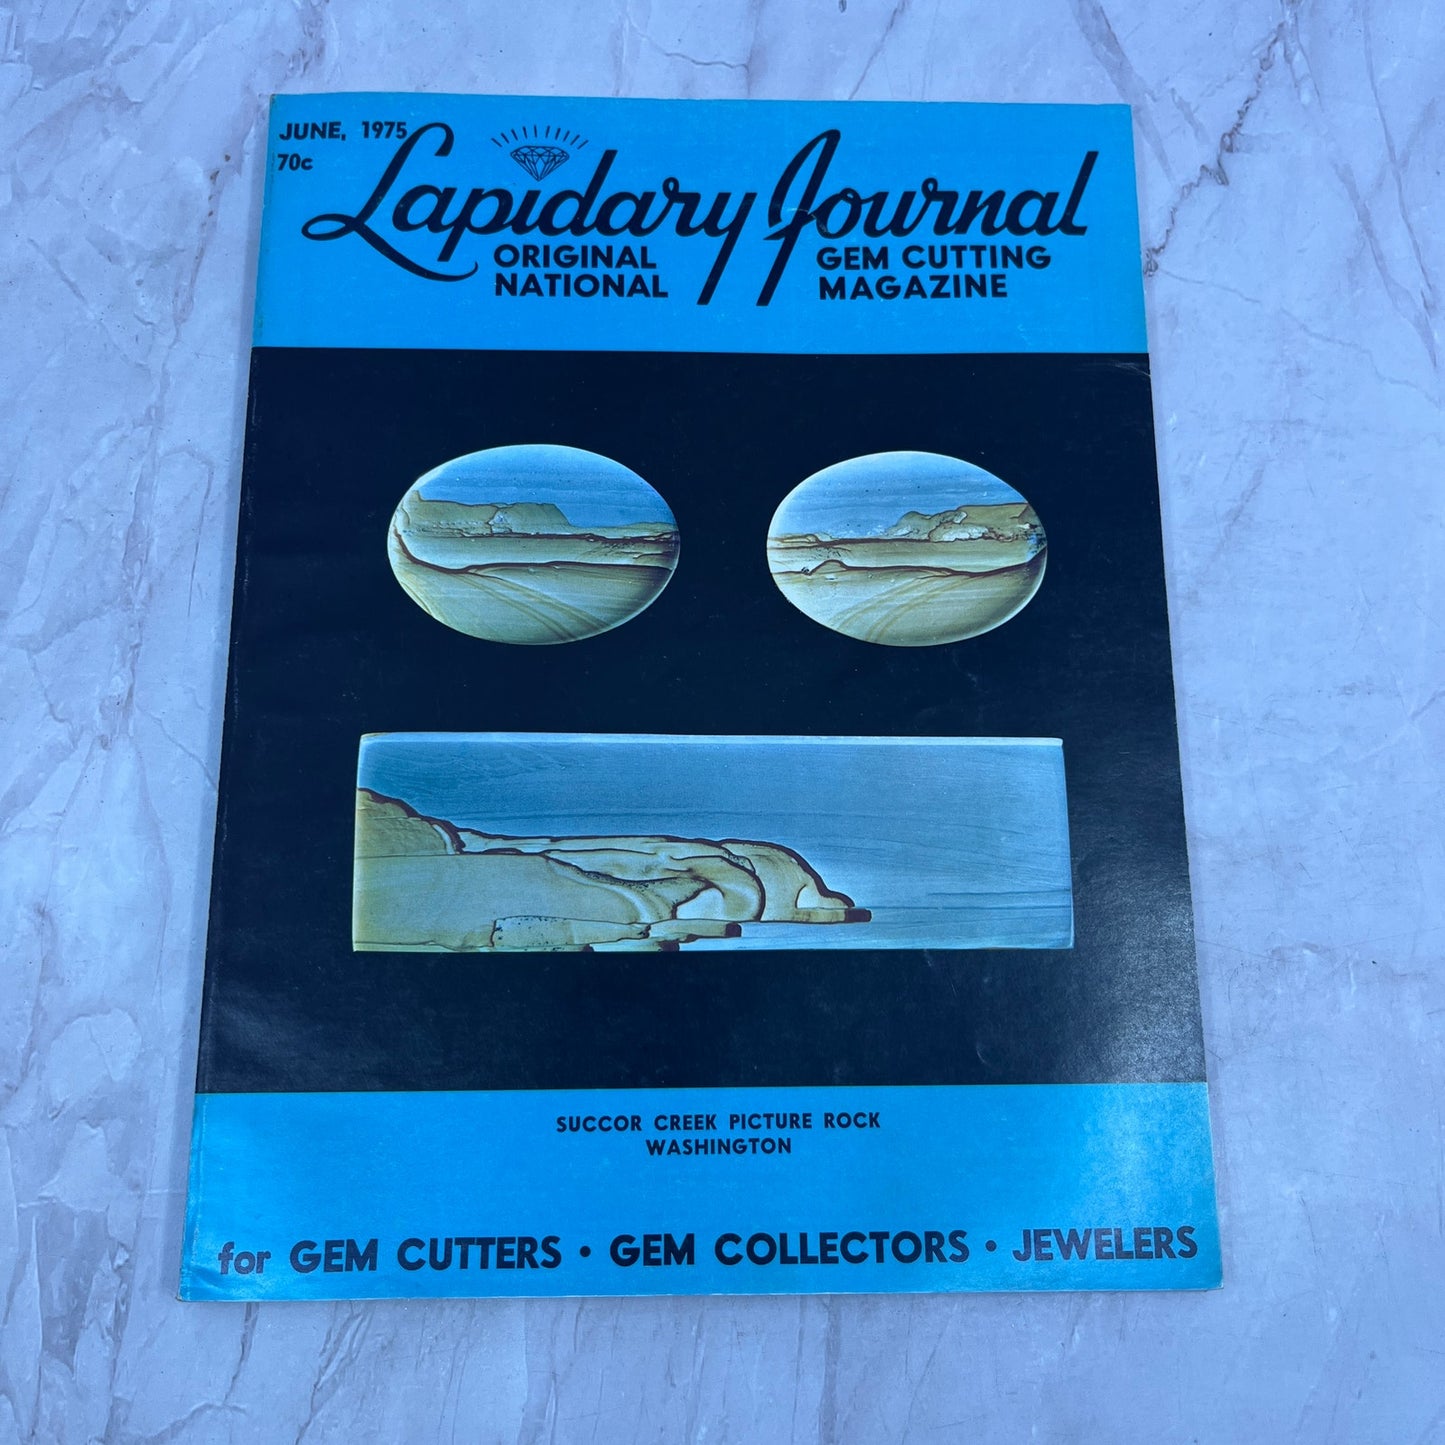 JUNE, 1975
70c
Lapidary Journal
ORIGINAL NATIONAL
GEM CUTTING MAGAZINE
SUCCOR CREEK PICTURE ROCK
WASHINGTON
for GEM CUTTERS • GEM COLLECTORS • JEWELERS